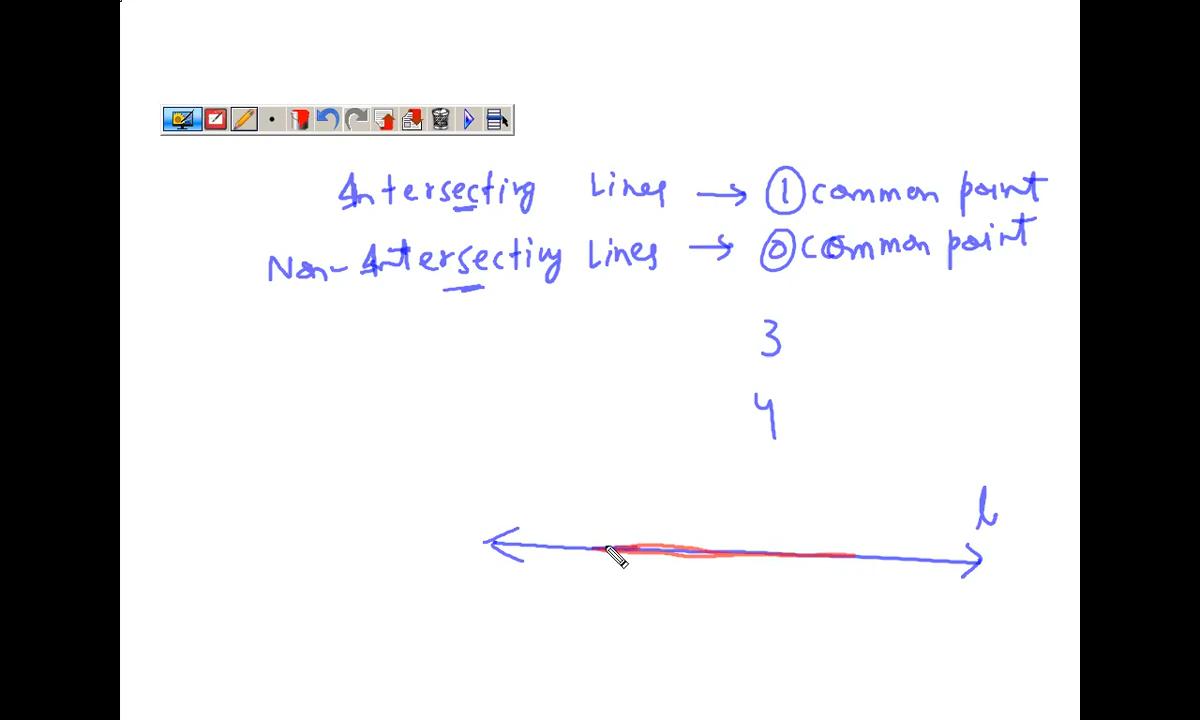 Intersecting Lines → ① common point
Non-Intersecting Lines → ⓪ common point
3
4
l